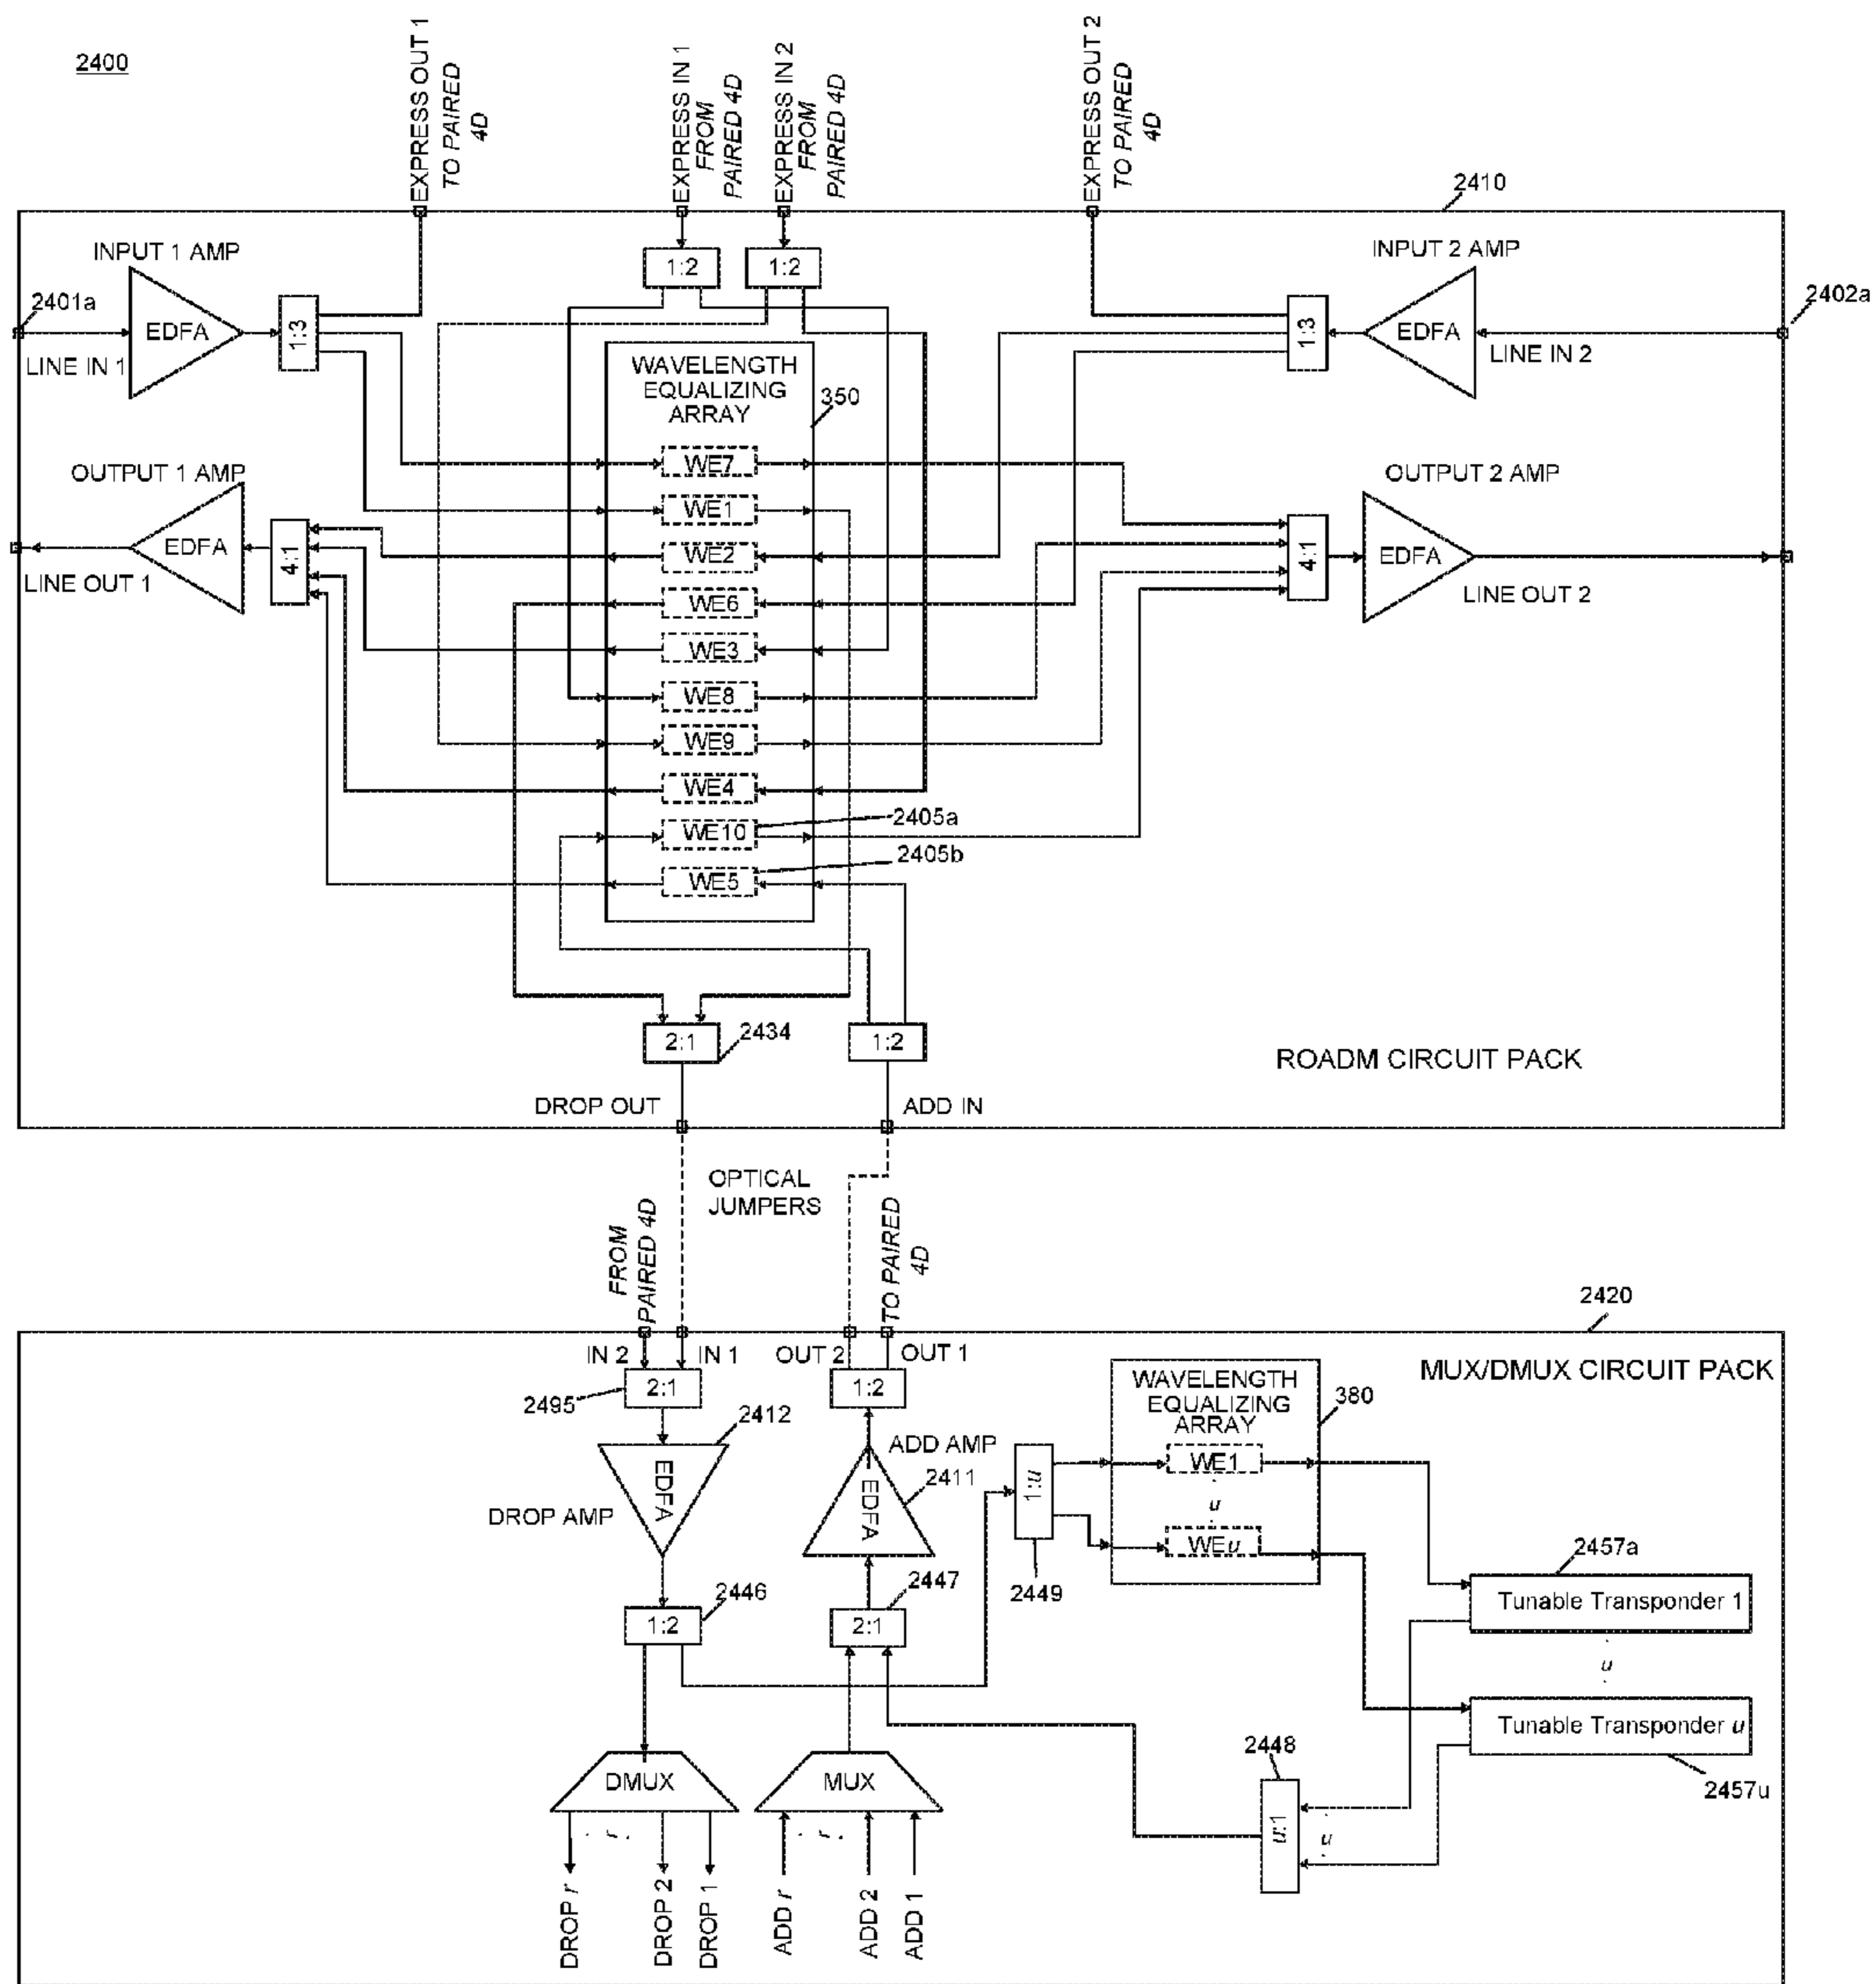 2400
EXPRESS OUT 1
TO PAIRED
4D
EXPRESS IN 1
FROM
PAIRED 4D
EXPRESS IN 2
FROM
PAIRED 4D
EXPRESS OUT 2
TO PAIRED
4D
2410
INPUT 1 AMP
1:2
1:2
INPUT 2 AMP
2401a
EDFA
1:3
LINE IN 1
1:3
EDFA
2402a
LINE IN 2
WAVELENGTH
EQUALIZING
ARRAY
350
OUTPUT 1 AMP
EDFA
4:1
LINE OUT 1
OUTPUT 2 AMP
4:1
EDFA
LINE OUT 2
WE7
WE1
WE2
WE6
WE3
WE8
WE9
WE4
WE10
2405a
WE5
2405b
2:1
2434
1:2
ROADM CIRCUIT PACK
DROP OUT
ADD IN
OPTICAL
JUMPERS
FROM
PAIRED 4D
TO PAIRED
4D
2420
IN 2
IN 1
OUT 2
OUT 1
MUX/DMUX CIRCUIT PACK
2:1
2495
1:2
WAVELENGTH
EQUALIZING
ARRAY
380
2412
EDFA
DROP AMP
ADD AMP
2411
EDFA
1:u
2449
WE1
u
WEu
2446
1:2
2447
2:1
2457a
Tunable Transponder 1
u
Tunable Transponder u
2457u
2448
u:1
u
DMUX
MUX
r
r
DROP r
DROP 2
DROP 1
ADD r
ADD 2
ADD 1